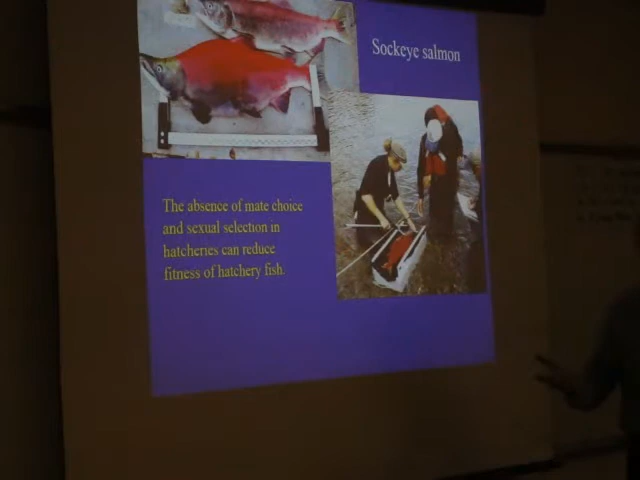 Sockeye salmon
The absence of mate choice
and sexual selection in
hatcheries can reduce
fitness of hatchery fish.